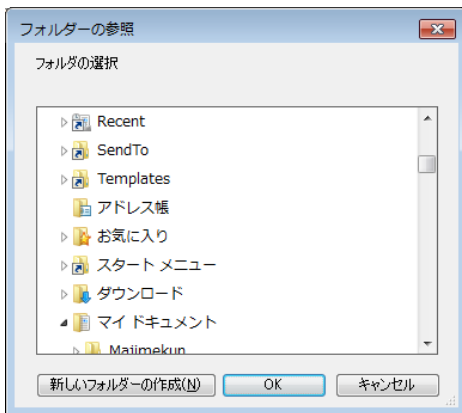 フォルダーの参照
フォルダの選択
Recent
SendTo
Templates
アドレス帳
お気に入り
スタート メニュー
ダウンロード
マイ ドキュメント
Majimekun
新しいフォルダーの作成(N) OK キャンセル